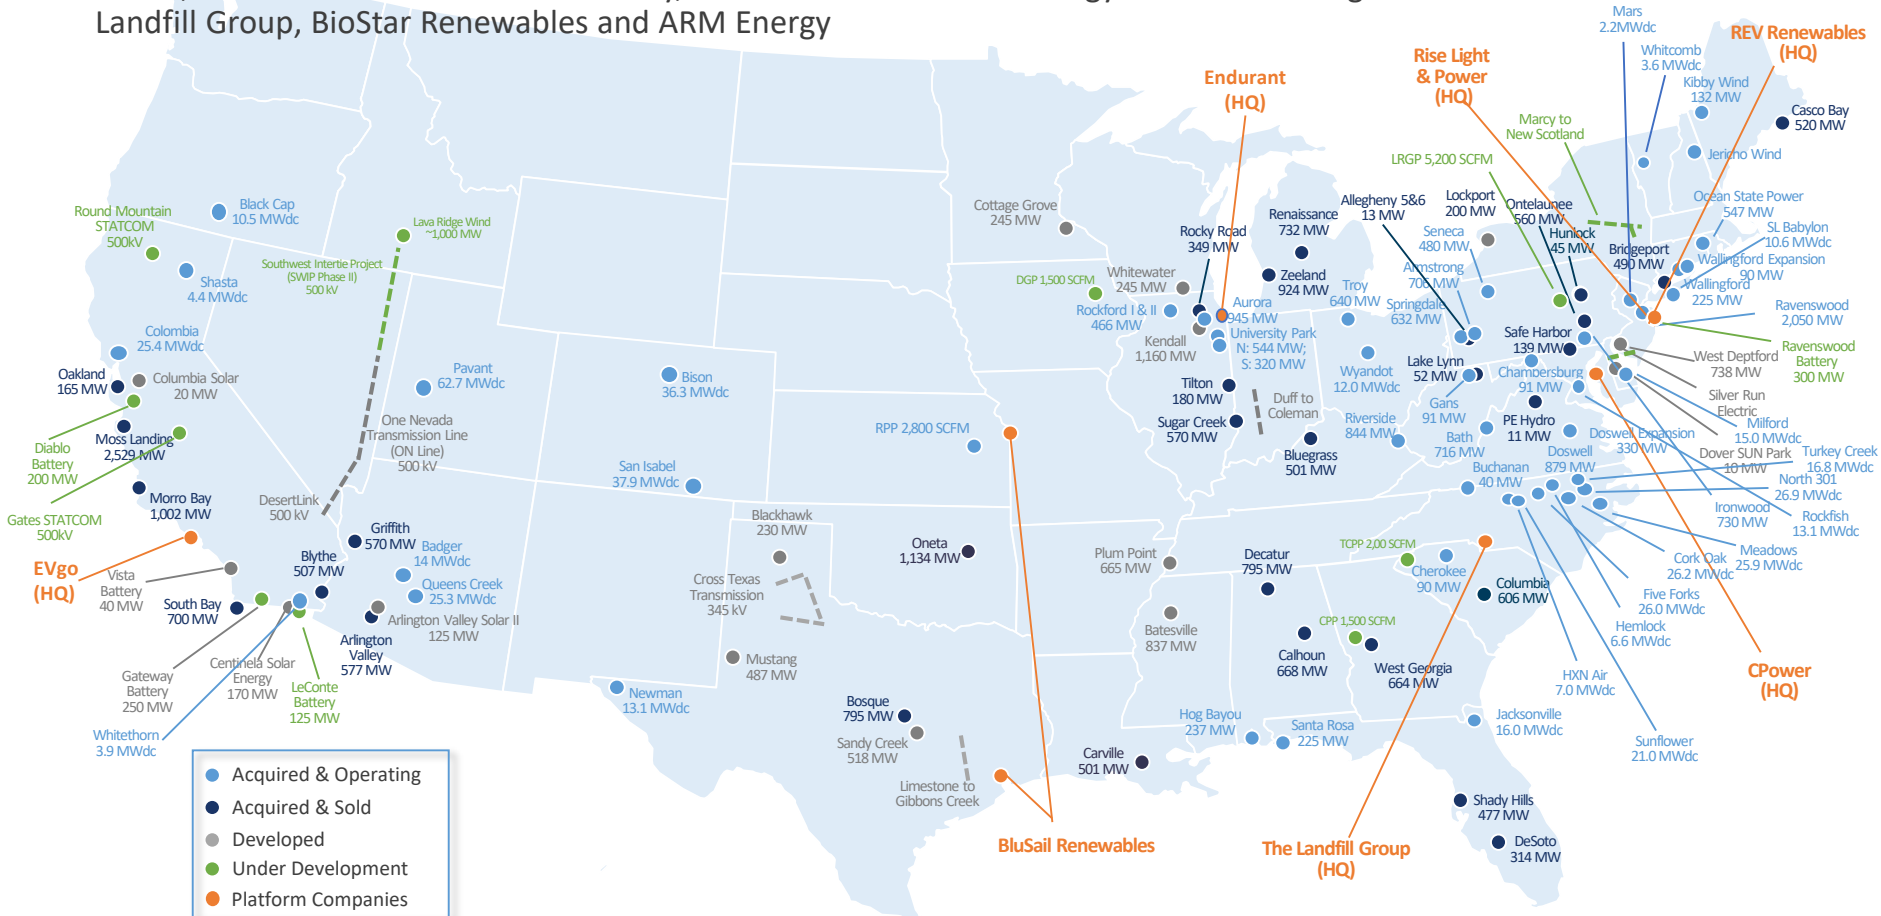 Landfill Group, BioStar Renewables and ARM Energy
Mars
2.2MWdc
REV Renewables
(HQ)
Whitcomb
3.6 MWdc
Rise Light
& Power
(HQ)
Endurant
(HQ)
Kibby Wind
132 MW
Casco Bay
520 MW
Marcy to
New Scotland
LRGP 5,200 SCFM
Jericho Wind
Round Mountain
STATCOM
500kV
Black Cap
10.5 MWdc
Lava Ridge Wind
~1,000 MW
Cottage Grove
245 MW
Renaissance
732 MW
Allegheny 5&6
13 MW
Lockport
200 MW
Ontelaunee
560 MW
Ocean State Power
547 MW
Rocky Road
349 MW
Seneca
480 MW
Hunlock
45 MW
SL Babylon
10.6 MWdc
Bridgeport
490 MW
Wallingford Expansion
90 MW
Shasta
4.4 MWdc
Southwest Intertie Project
(SWIP Phase II)
500 kV
DGP 1,500 SCFM
Whitewater
245 MW
Zeeland
924 MW
Troy
640 MW
Armstrong
706 MW
Wallingford
225 MW
Rockford I & II
466 MW
Aurora
945 MW
Springdale
632 MW
Ravenswood
2,050 MW
Colombia
25.4 MWdc
Kendall
1,160 MW
University Park
N: 544 MW;
S: 320 MW
Safe Harbor
139 MW
Ravenswood
Battery
300 MW
Oakland
165 MW
Columbia Solar
20 MW
Pavant
62.7 MWdc
Bison
36.3 MWdc
Tilton
180 MW
Wyandot
12.0 MWdc
Lake Lynn
52 MW
Chambersburg
91 MW
West Deptford
738 MW
Duff to
Coleman
Gans
91 MW
Silver Run
Electric
Moss Landing
2,529 MW
Diablo
Battery
200 MW
One Nevada
Transmission Line
(ON Line)
500 kV
RPP 2,800 SCFM
Sugar Creek
570 MW
Riverside
844 MW
Bath
716 MW
PE Hydro
11 MW
Milford
15.0 MWdc
Doswell Expansion
330 MW
Bluegrass
501 MW
Doswell
879 MW
Dover SUN Park
10 MW
Turkey Creek
16.8 MWdc
San Isabel
37.9 MWdc
Buchanan
40 MW
North 301
26.9 MWdc
Morro Bay
1,002 MW
DesertLink
500 kV
Gates STATCOM
500kV
Blackhawk
230 MW
Ironwood
730 MW
Rockfish
13.1 MWdc
Griffith
570 MW
Badger
14 MWdc
Oneta
1,134 MW
Plum Point
665 MW
Decatur
795 MW
TCPP 2,00 SCFM
Cherokee
90 MW
Meadows
25.9 MWdc
Cork Oak
26.2 MWdc
EVgo
(HQ)
Vista
Battery
40 MW
Blythe
507 MW
Queens Creek
25.3 MWdc
Cross Texas
Transmission
345 kV
Columbia
606 MW
Five Forks
26.0 MWdc
South Bay
700 MW
Arlington Valley Solar II
125 MW
Batesville
837 MW
CPP 1,500 SCFM
Hemlock
6.6 MWdc
Arlington
Valley
577 MW
Mustang
487 MW
Calhoun
668 MW
West Georgia
664 MW
HXN Air
7.0 MWdc
CPower
(HQ)
Gateway
Battery
250 MW
Centinela Solar
Energy
170 MW
LeConte
Battery
125 MW
Newman
13.1 MWdc
Bosque
795 MW
Hog Bayou
237 MW
Santa Rosa
225 MW
Jacksonville
16.0 MWdc
Whitethorn
3.9 MWdc
Sandy Creek
518 MW
Carville
501 MW
Sunflower
21.0 MWdc
Limestone to
Gibbons Creek
Shady Hills
477 MW
BluSail Renewables
The Landfill Group
(HQ)
DeSoto
314 MW
Acquired & Operating
Acquired & Sold
Developed
Under Development
Platform Companies